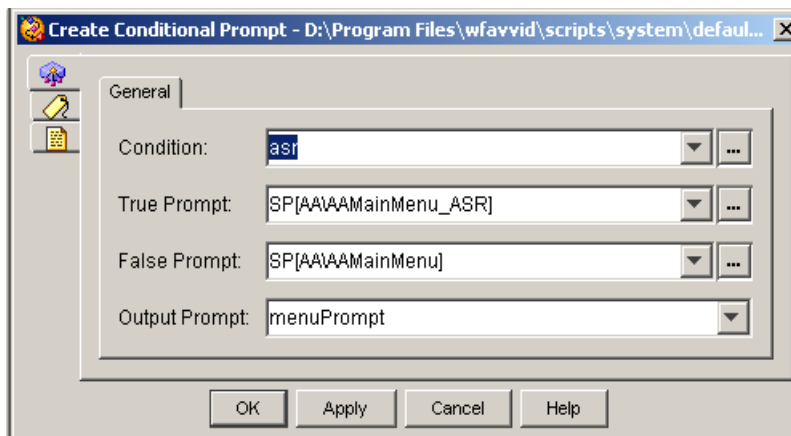 Create Conditional Prompt - D:\Program Files\wfavvid\scripts\system\defaul...
General
Condition: asr ...
True Prompt: SP[AA\AAMainMenu_ASR] ...
False Prompt: SP[AA\AAMainMenu] ...
Output Prompt: menuPrompt
OK Apply Cancel Help